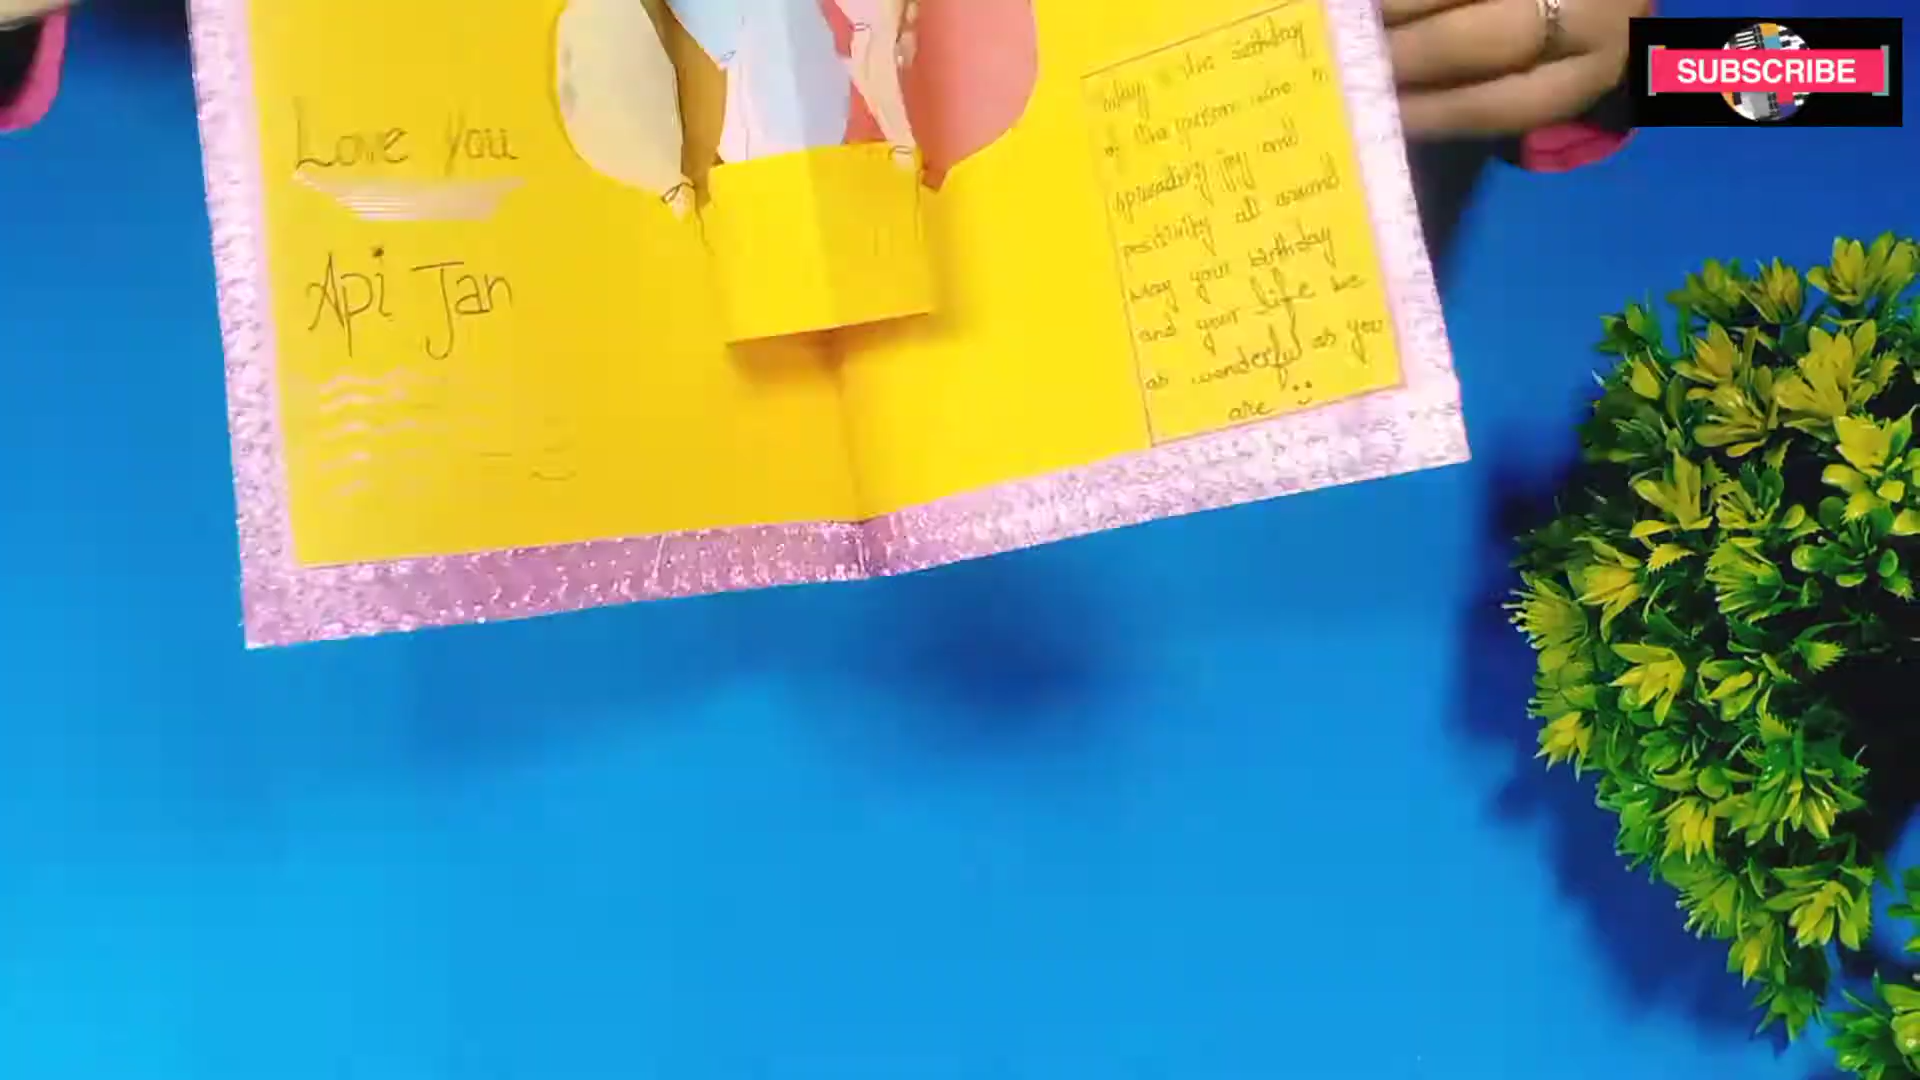 Love you
Api Jan
today is the birthday
of the person who is
spreading joy and
positivity all around
may your birthday
and your life be
as wonderful as you
are
SUBSCRIBE